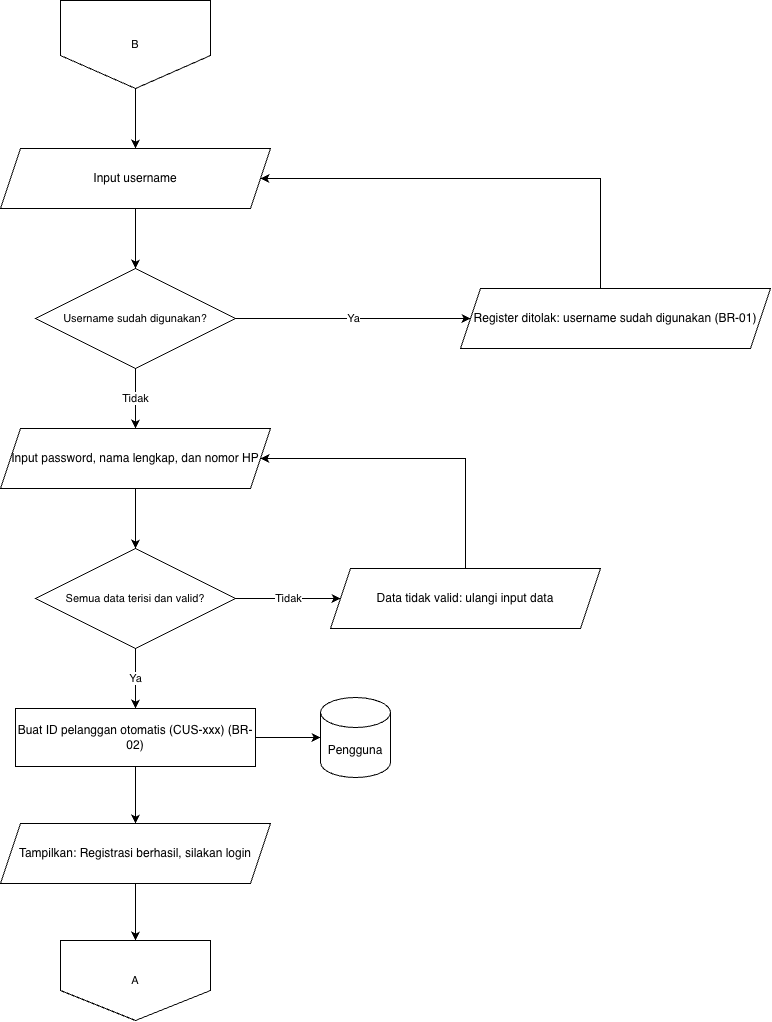 B
Input username
Username sudah digunakan?
Ya
Register ditolak: username sudah digunakan (BR-01)
Tidak
Input password, nama lengkap, dan nomor HP
Semua data terisi dan valid?
Tidak
Data tidak valid: ulangi input data
Ya
Buat ID pelanggan otomatis (CUS-xxx) (BR-
02)
Pengguna
Tampilkan: Registrasi berhasil, silakan login
A